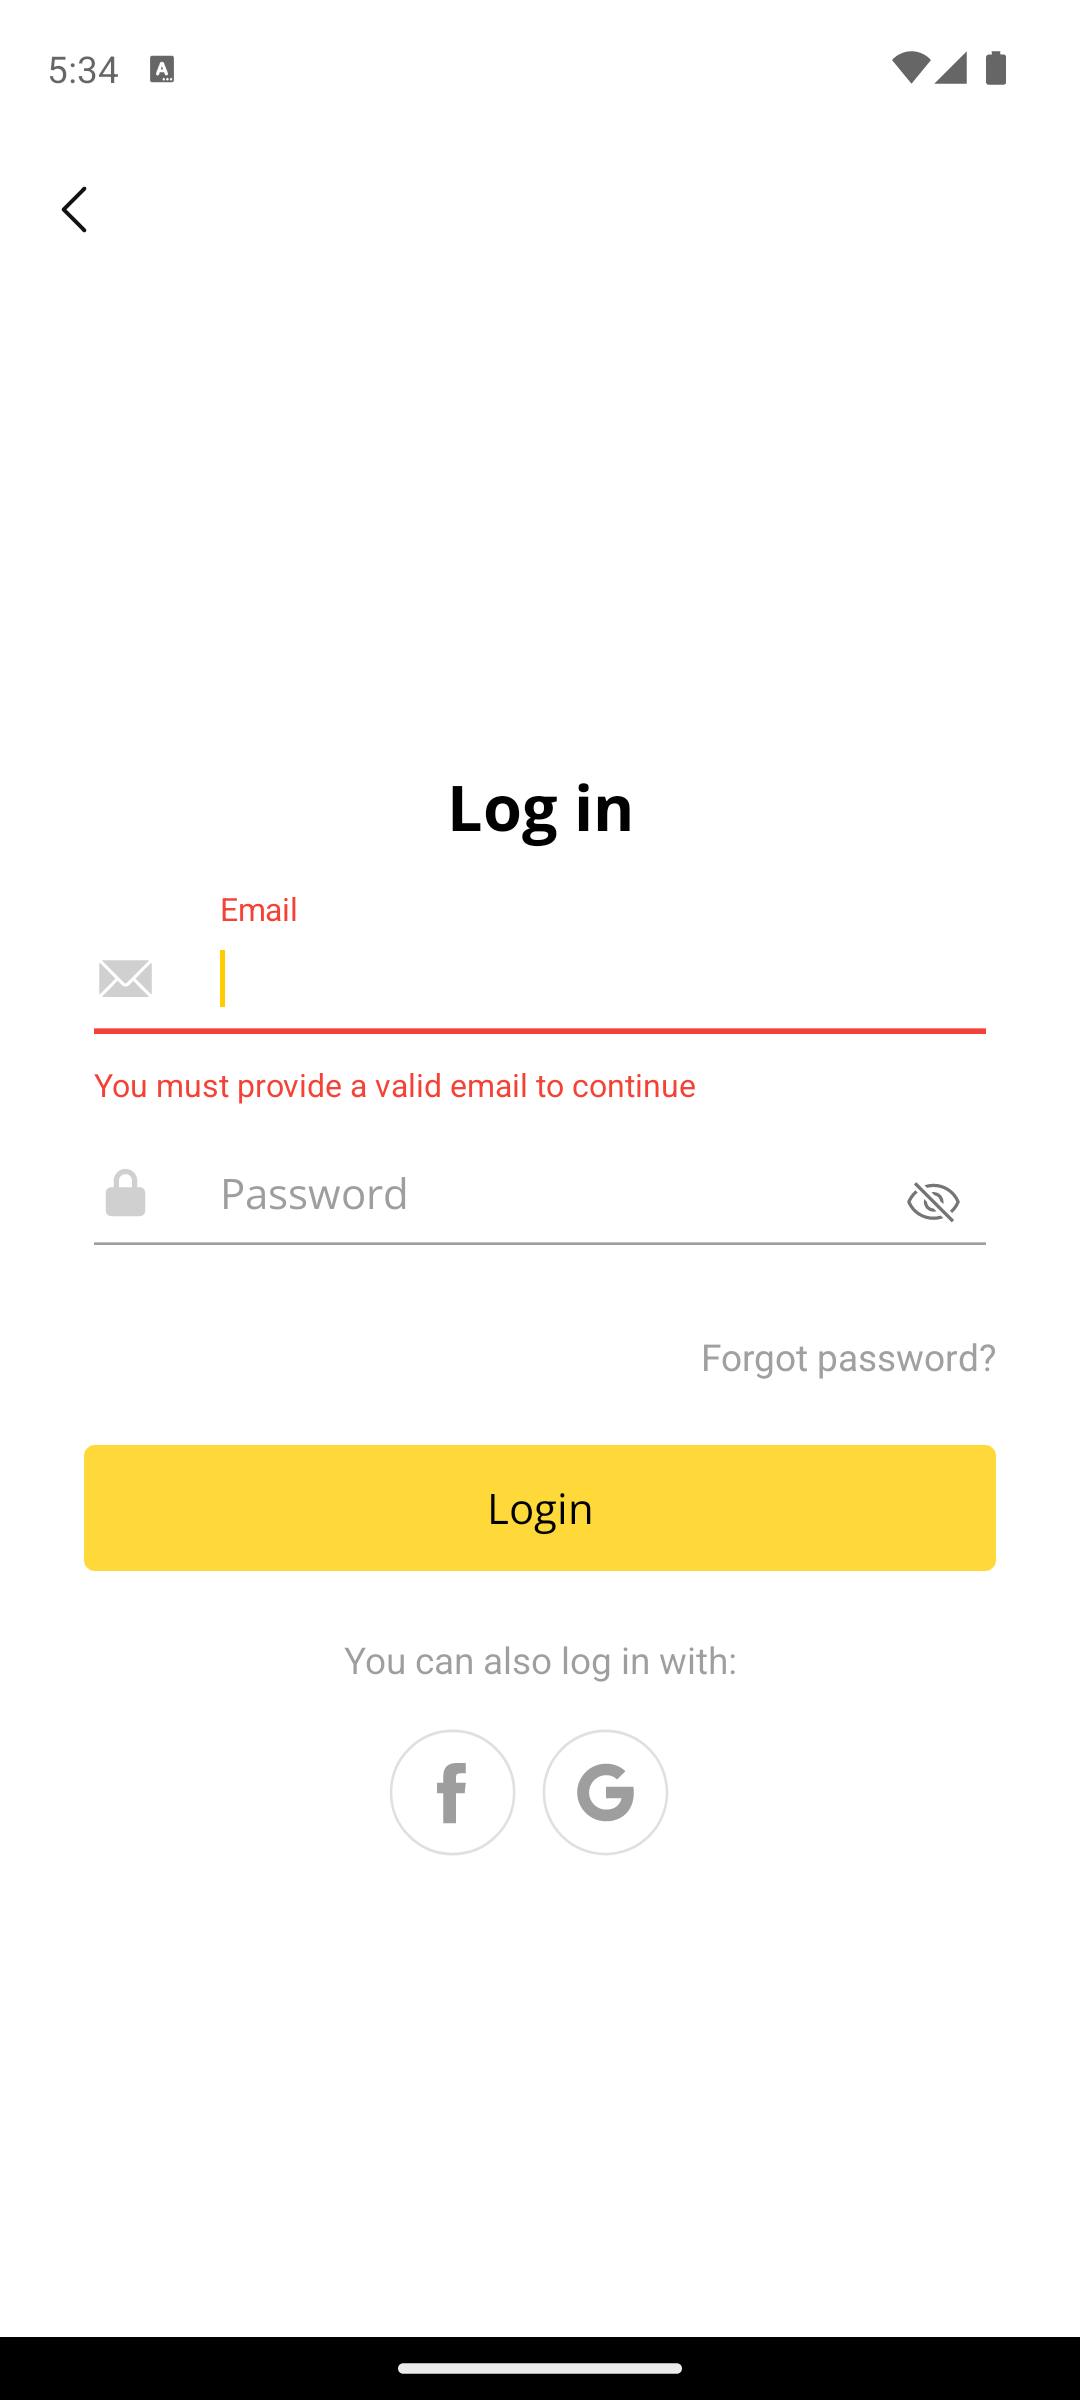 5:34
Log in
Email
You must provide a valid email to continue
Password
Forgot password?
Login
You can also log in with: